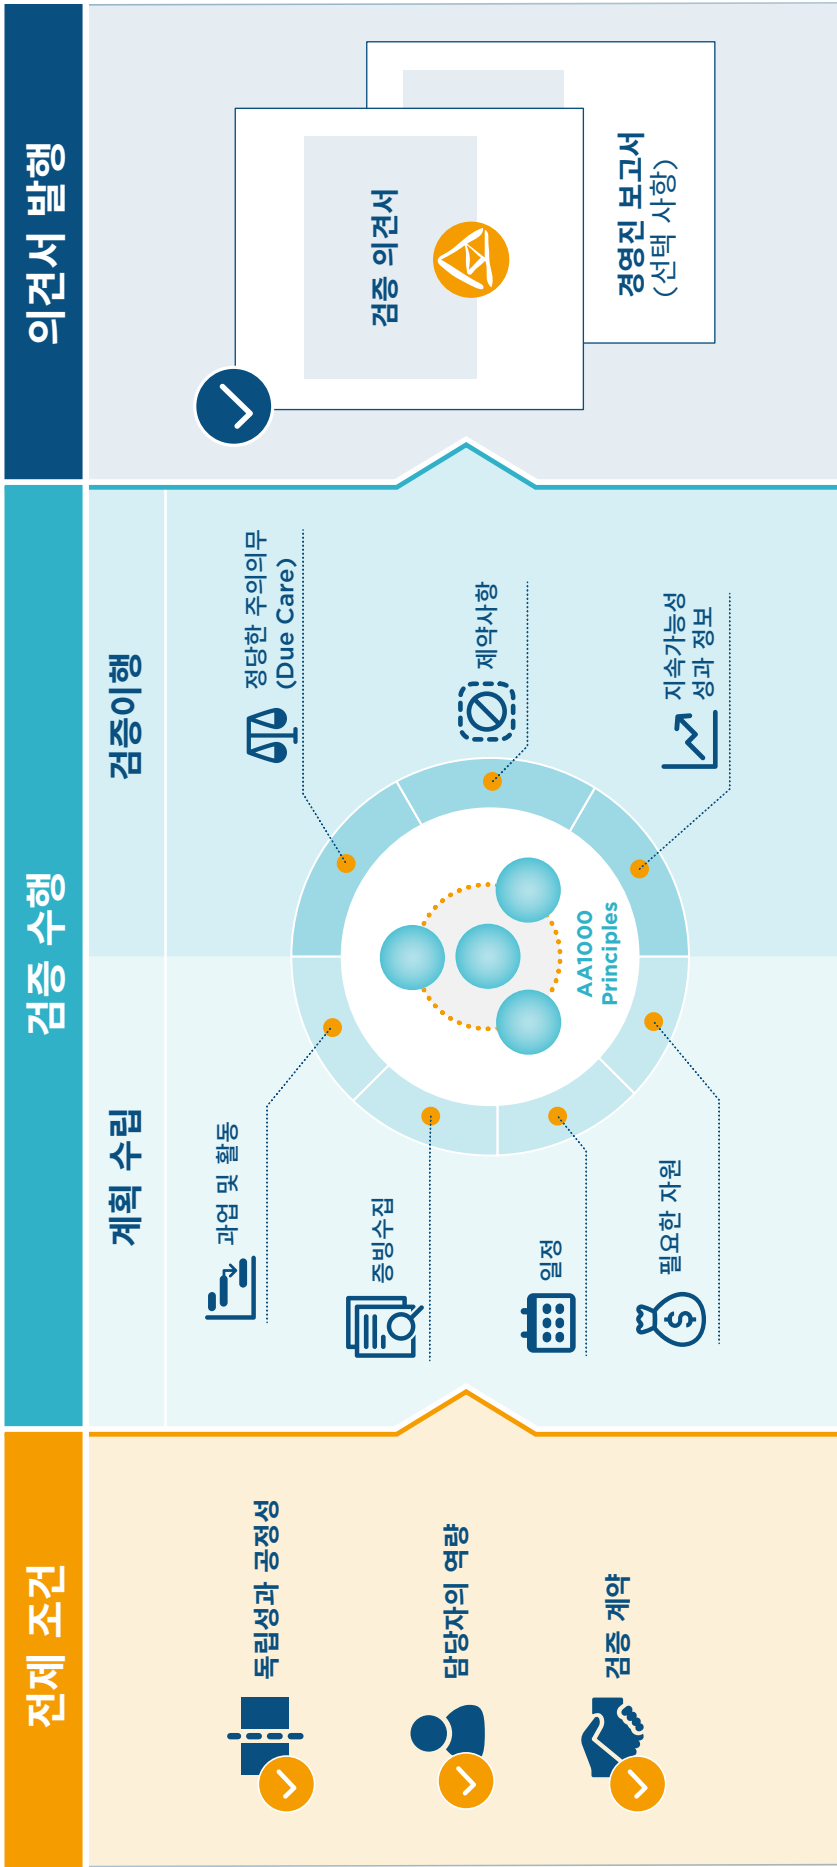 전제 조건
독립성과 공정성
담당자의 역량
검증 계약
검증 수행
계획 수립
과업 및 활동
증빙수집
일정
필요한 자원
검증이행
정당한 주의의무
(Due Care)
제약사항
지속가능성
성과 정보
AA1000
Principles
의견서 발행
검증 의견서
경영진 보고서
(선택 사항)